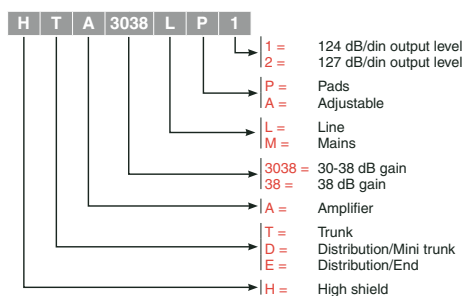 H T A 3038 L P 1
1 = 124 dB/din output level
2 = 127 dB/din output level
P = Pads
A = Adjustable
L = Line
M = Mains
3038 = 30-38 dB gain
38 = 38 dB gain
A = Amplifier
T = Trunk
D = Distribution/Mini trunk
E = Distribution/End
H = High shield